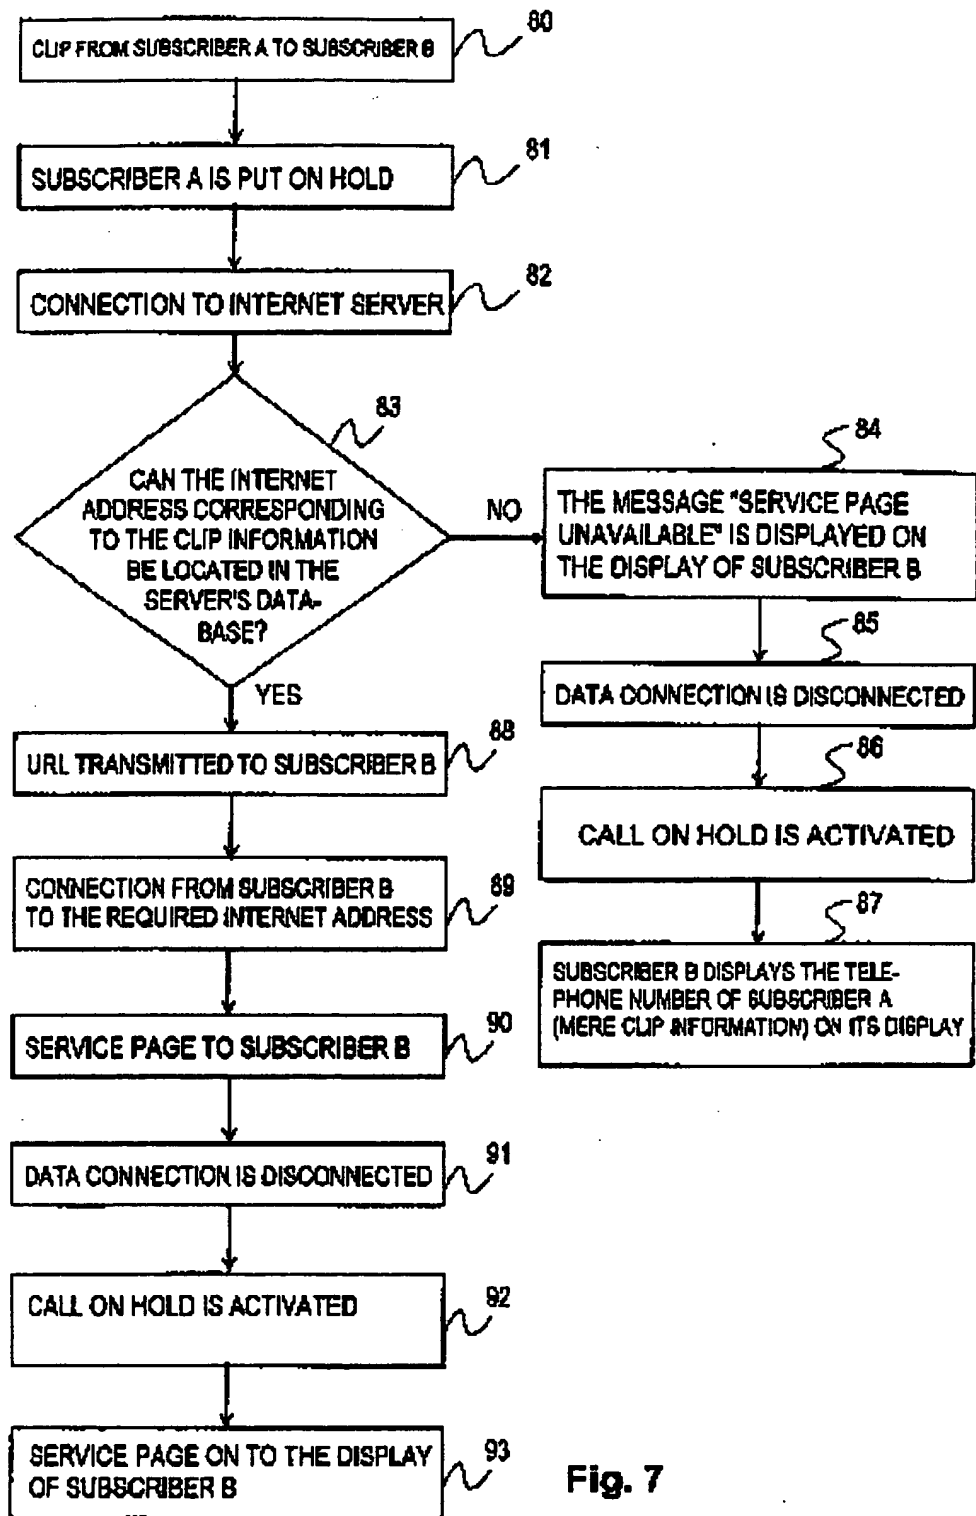 80
CLIP FROM SUBSCRIBER A TO SUBSCRIBER B
81
SUBSCRIBER A IS PUT ON HOLD
82
CONNECTION TO INTERNET SERVER
83
CAN THE INTERNET
ADDRESS CORRESPONDING
TO THE CLIP INFORMATION
BE LOCATED IN THE
SERVER'S DATA-
BASE?
NO
YES
84
THE MESSAGE "SERVICE PAGE
UNAVAILABLE" IS DISPLAYED ON
THE DISPLAY OF SUBSCRIBER B
85
DATA CONNECTION IS DISCONNECTED
86
CALL ON HOLD IS ACTIVATED
87
SUBSCRIBER B DISPLAYS THE TELE-
PHONE NUMBER OF SUBSCRIBER A
(MERE CLIP INFORMATION) ON ITS DISPLAY
88
URL TRANSMITTED TO SUBSCRIBER B
89
CONNECTION FROM SUBSCRIBER B
TO THE REQUIRED INTERNET ADDRESS
90
SERVICE PAGE TO SUBSCRIBER B
91
DATA CONNECTION IS DISCONNECTED
92
CALL ON HOLD IS ACTIVATED
93
SERVICE PAGE ON TO THE DISPLAY
OF SUBSCRIBER B
Fig. 7